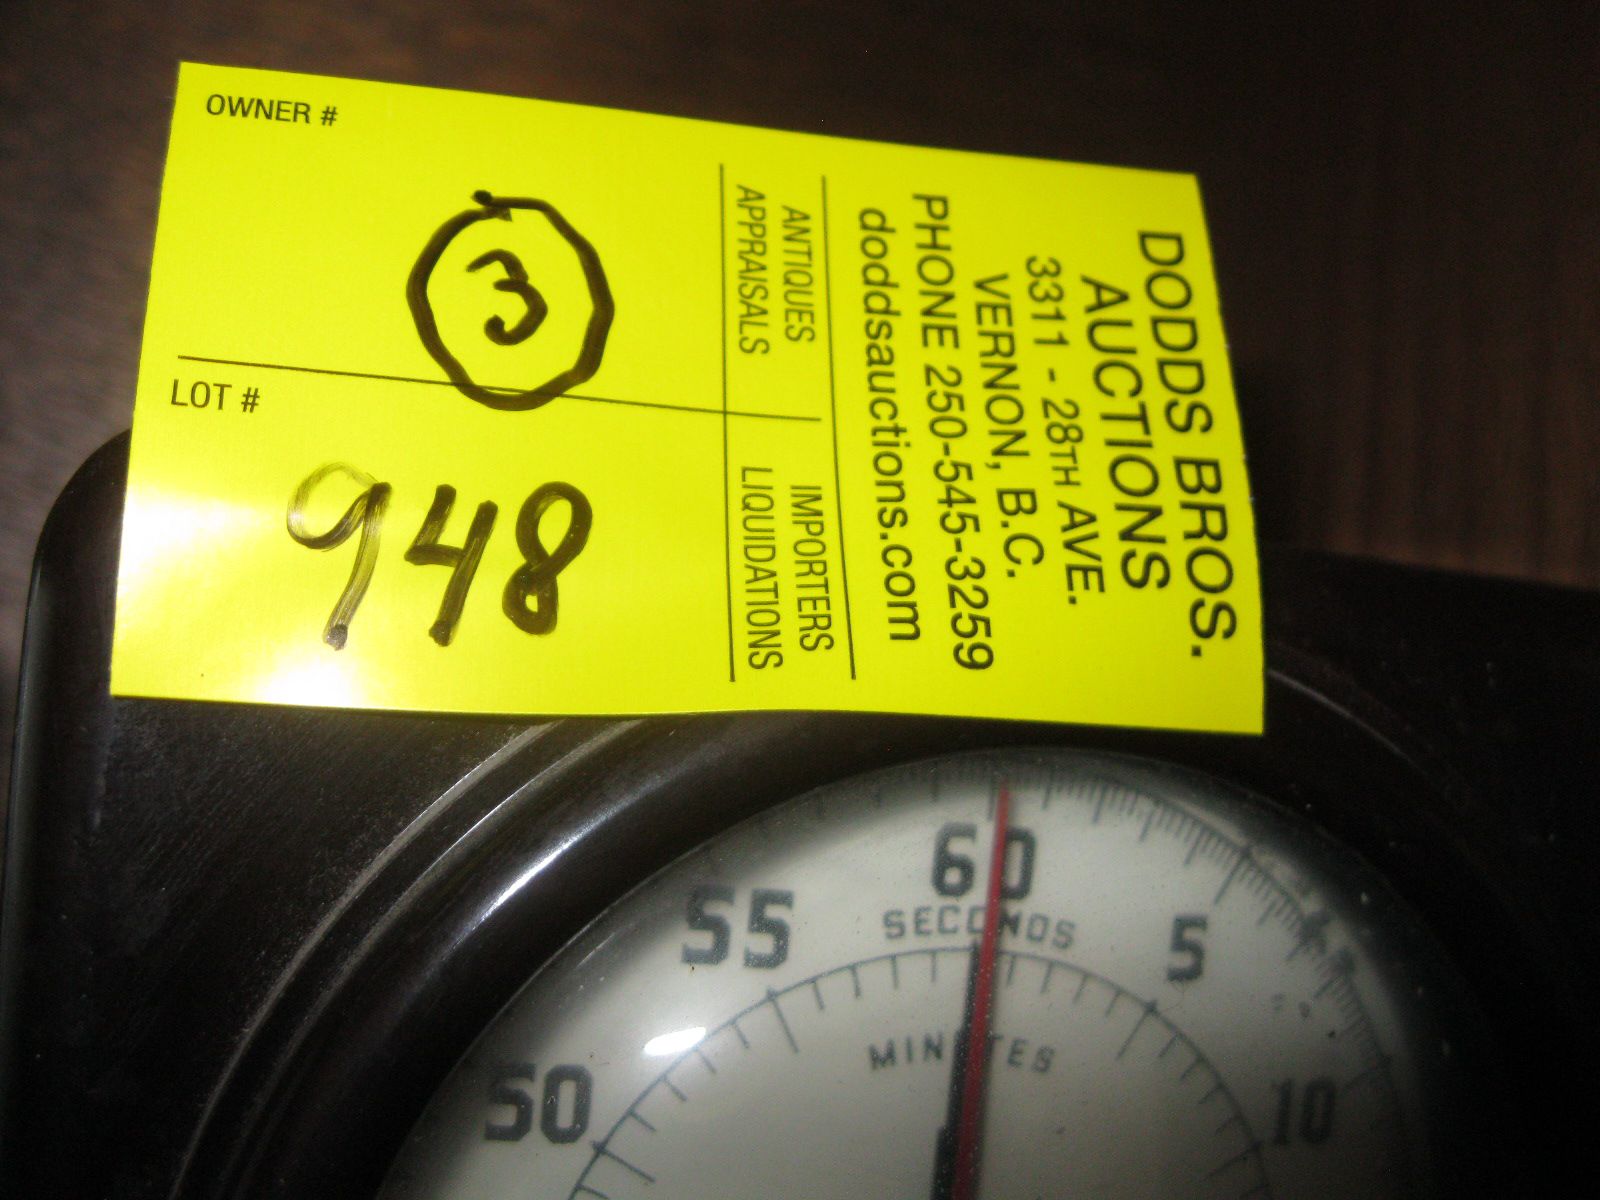 OWNER #
3
LOT #
948
ANTIQUES
APPRAISALS
IMPORTERS
LIQUIDATIONS
DODDS BROS.
AUCTIONS
3311 - 28TH AVE.
VERNON, B.C.
PHONE 250-545-3259
doddsauctions.com
60
SECONDS
55
5
MINUTES
50
10